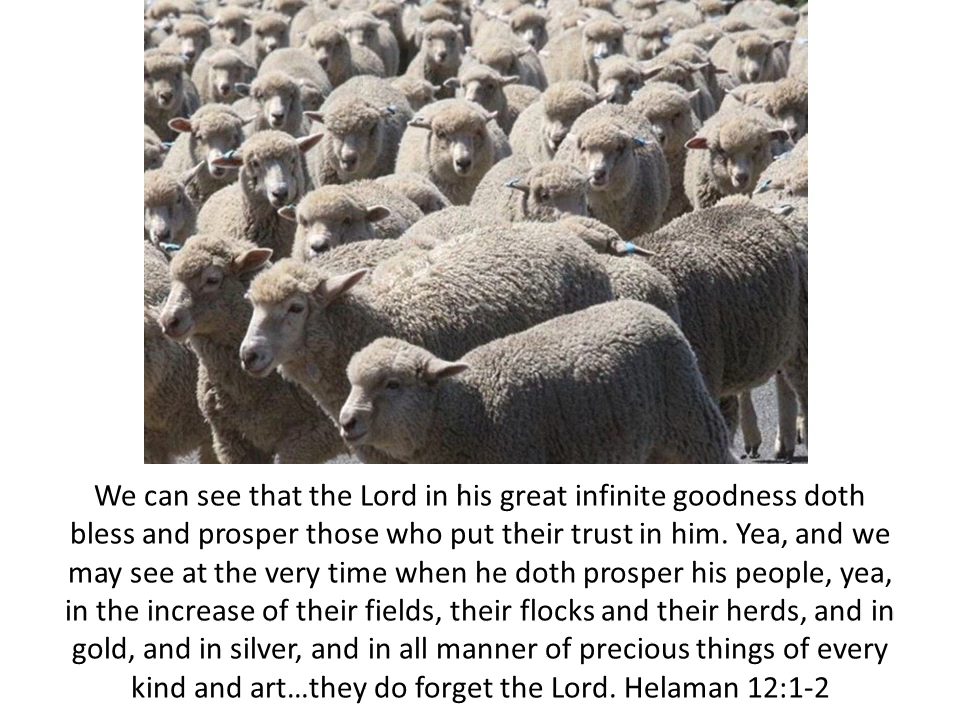 We can see that the Lord in his great infinite goodness doth
bless and prosper those who put their trust in him. Yea, and we
may see at the very time when he doth prosper his people, yea,
in the increase of their fields, their flocks and their herds, and in
gold, and in silver, and in all manner of precious things of every
kind and art…they do forget the Lord. Helaman 12:1-2